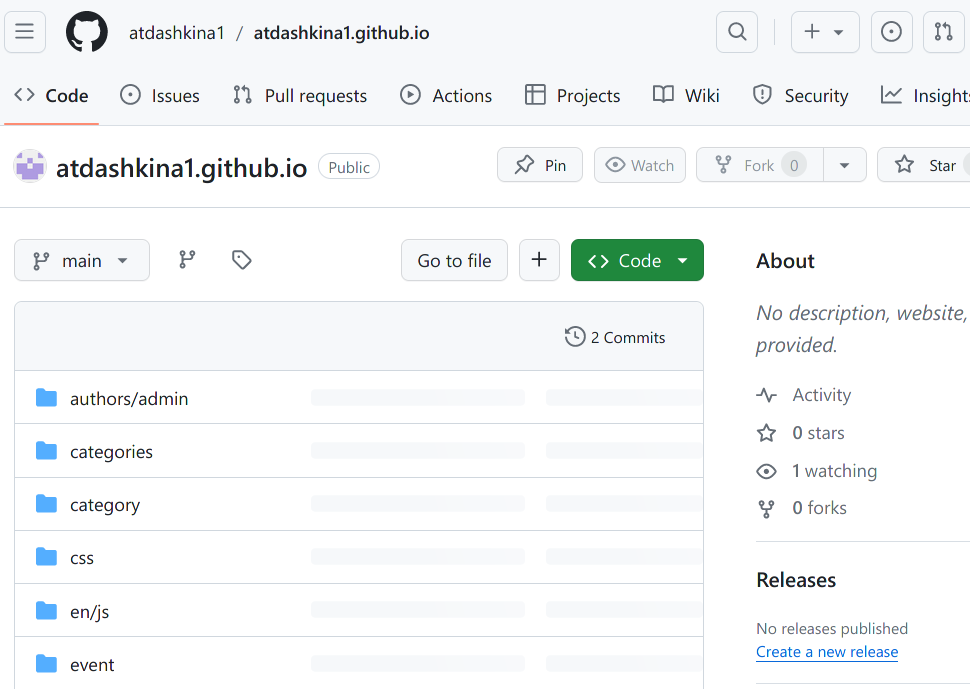 atdashkina1 / atdashkina1.github.io
Code Issues Pull requests Actions Projects Wiki Security Insights
atdashkina1.github.io Public Pin Watch Fork 0 Star
main Go to file Code
2 Commits
authors/admin
categories
category
css
en/js
event
About
No description, website,
provided.
Activity
0 stars
1 watching
0 forks
Releases
No releases published
Create a new release